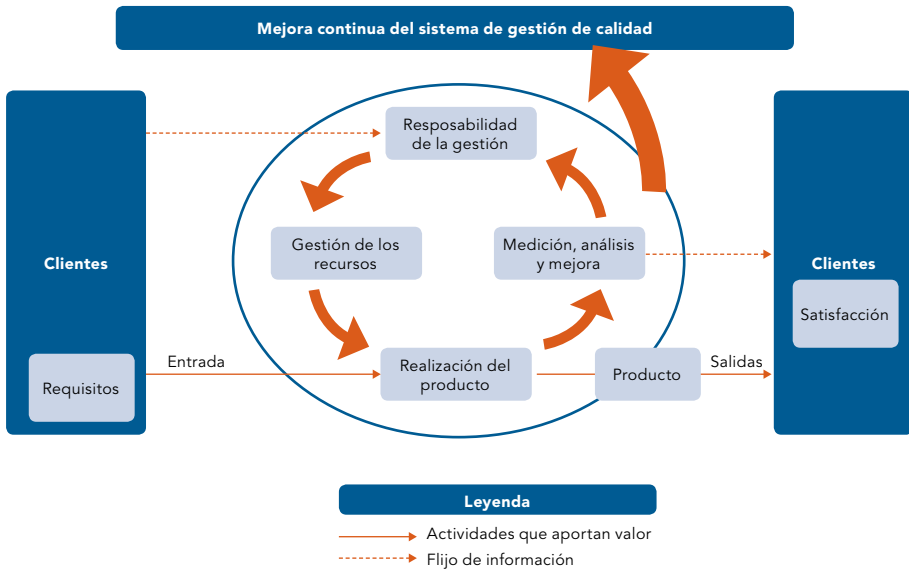 Mejora continua del sistema de gestión de calidad
Clientes
Requisitos
Entrada
Resposabilidad
de la gestión
Gestión de los
recursos
Medición, análisis
y mejora
Realización del
producto
Producto
Salidas
Clientes
Satisfacción
Leyenda
Actividades que aportan valor
Flijo de información